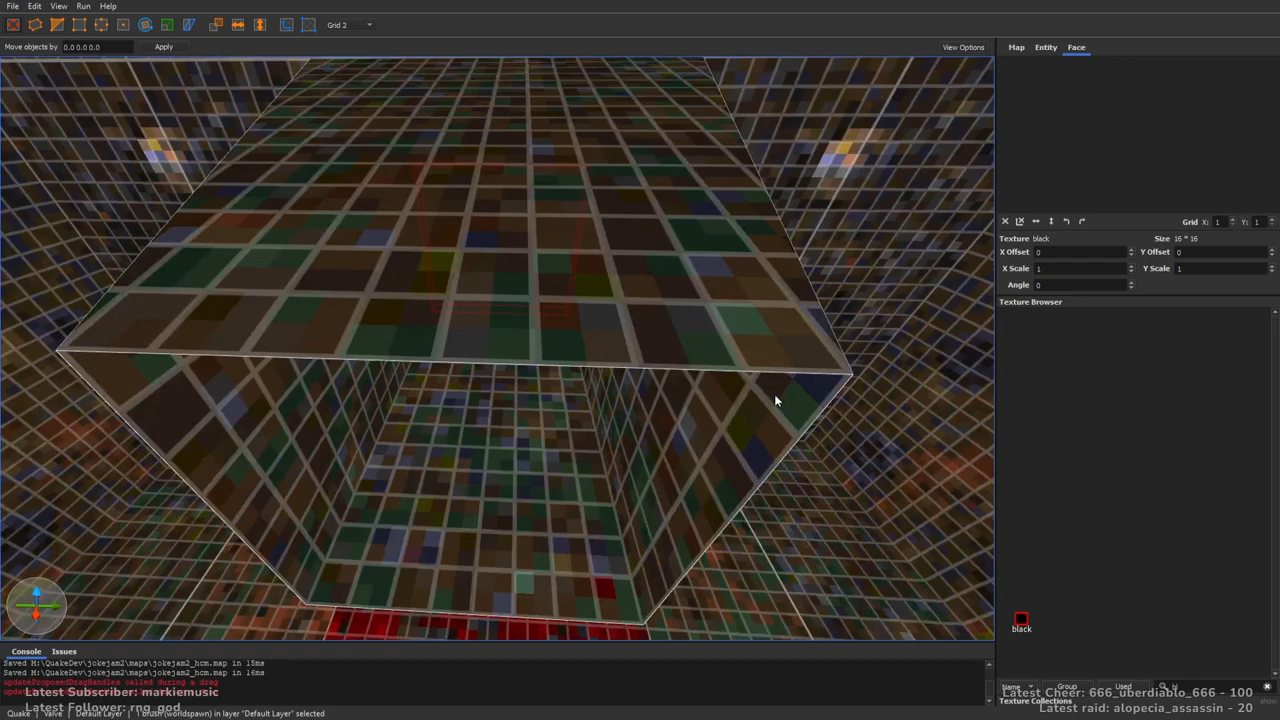 File Edit View Run Help
Grid 2
Move objects by 0.0 0.0 0.0 Apply View Options
Map Entity Face
Grid X: 1 Y: 1
Texture black Size 16 * 16
X Offset 0 Y Offset 0
X Scale 1 Y Scale 1
Angle 0
Texture Browser
black
Name Group Used
Texture Collections show
Console Issues
Saved M:\QuakeDev\jokejam2\maps\jokejam2_hcm.map in 15ms
Saved M:\QuakeDev\jokejam2\maps\jokejam2_hcm.map in 16ms
updateProposedDragHandles called during a drag
Latest Subscriber: markiemusic
Latest Follower: rng_god
Latest Cheer: 666_uberdiablo_666 - 100
Latest raid: alopecia_assassin - 20
Quake Valve Default Layer 1 brush (worldspawn) in layer "Default Layer" selected